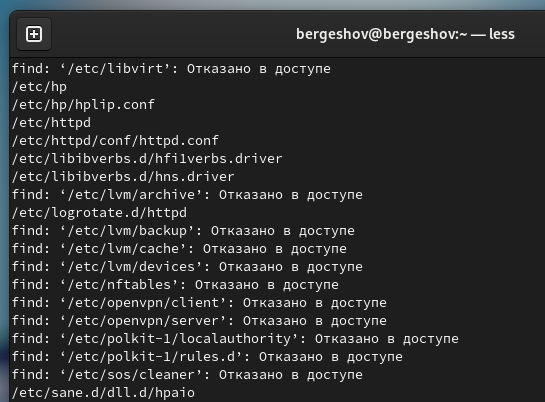 bergeshov@bergeshov:~ — less
find: ‘/etc/libvirt’: Отказано в доступе
/etc/hp
/etc/hp/hplip.conf
/etc/httpd
/etc/httpd/conf/httpd.conf
/etc/libibverbs.d/hfi1verbs.driver
/etc/libibverbs.d/hns.driver
find: ‘/etc/lvm/archive’: Отказано в доступе
/etc/logrotate.d/httpd
find: ‘/etc/lvm/backup’: Отказано в доступе
find: ‘/etc/lvm/cache’: Отказано в доступе
find: ‘/etc/lvm/devices’: Отказано в доступе
find: ‘/etc/nftables’: Отказано в доступе
find: ‘/etc/openvpn/client’: Отказано в доступе
find: ‘/etc/openvpn/server’: Отказано в доступе
find: ‘/etc/polkit-1/localauthority’: Отказано в доступе
find: ‘/etc/polkit-1/rules.d’: Отказано в доступе
find: ‘/etc/sos/cleaner’: Отказано в доступе
/etc/sane.d/dll.d/hpaio